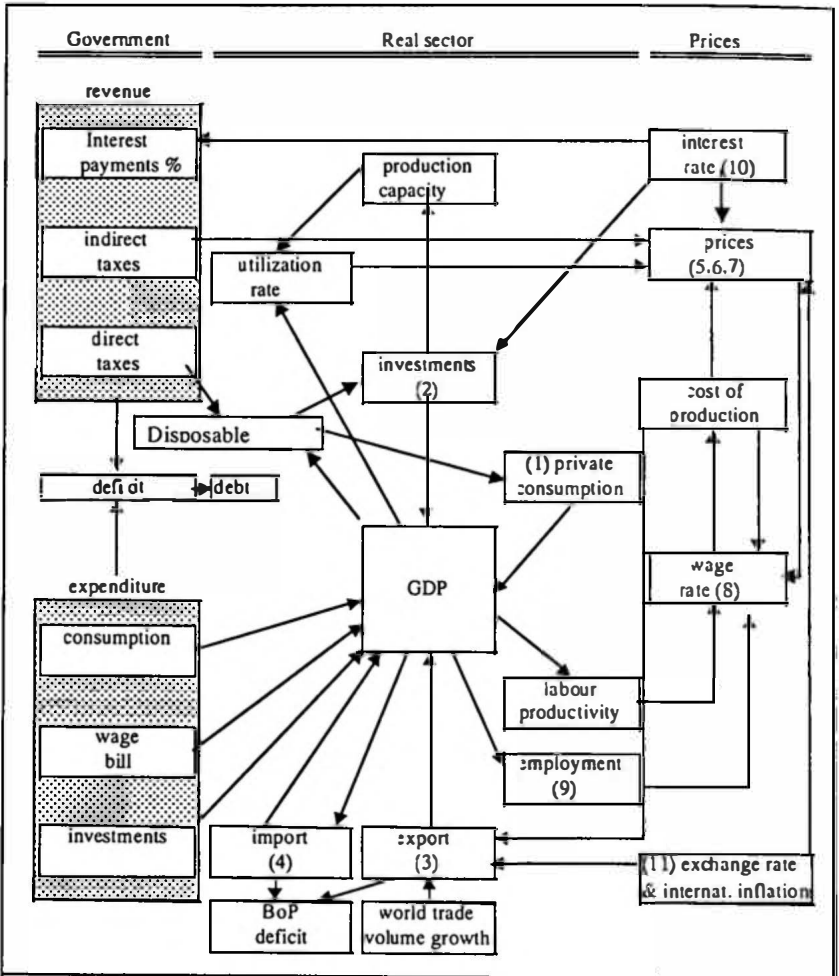 Government
Real sector
Prices
revenue
Interest
payments %
indirect
taxes
direct
taxes
production
capacity
utilization
rate
interest
rate (10)
prices
(5.6.7)
investments
(2)
Disposable
cost of
production
(1) private
consumption
deficit
debt
GDP
wage
rate (8)
expenditure
consumption
wage
bill
investments
labour
productivity
employment
(9)
import
(4)
export
(3)
(11) exchange rate
& internat. inflation
BoP
deficit
world trade
volume growth